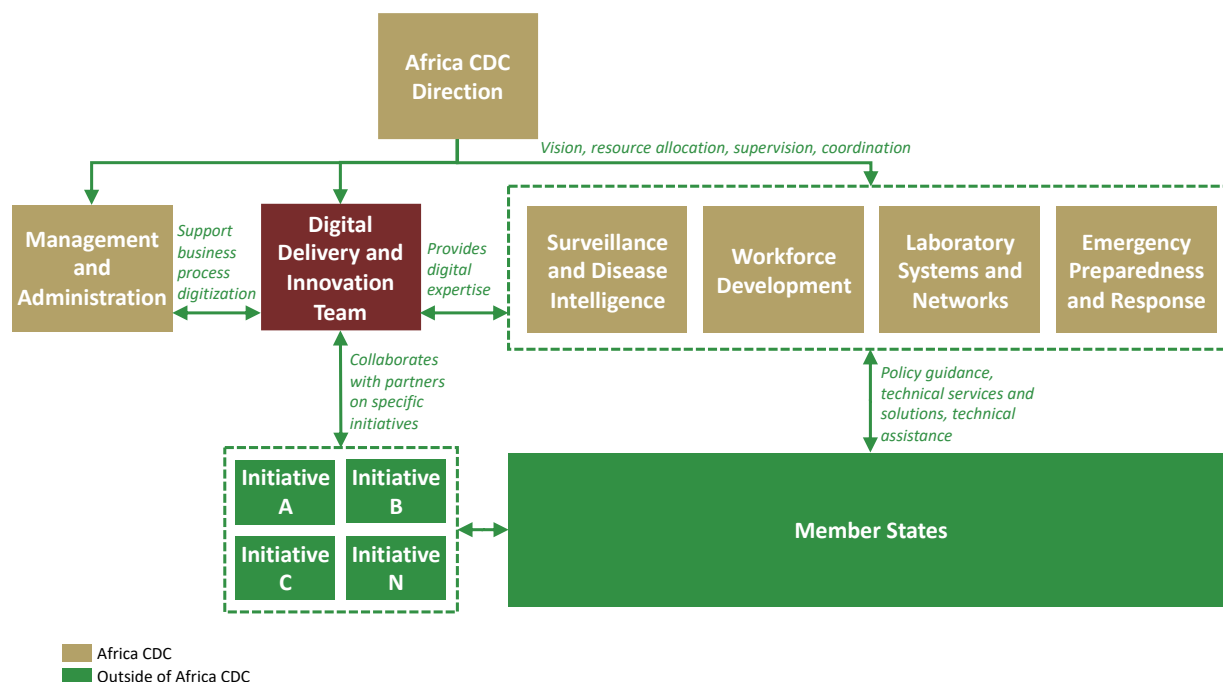 Africa CDC
Direction
Vision, resource allocation, supervision, coordination
Management
and
Administration
Support
business
process
digitization
Digital
Delivery and
Innovation
Team
Provides
digital
expertise
Surveillance
and Disease
Intelligence
Workforce
Development
Laboratory
Systems and
Networks
Emergency
Preparedness
and Response
Collaborates
with partners
on specific
initiatives
Policy guidance,
technical services and
solutions, technical
assistance
Initiative
A
Initiative
B
Initiative
C
Initiative
N
Member States
Africa CDC
Outside of Africa CDC